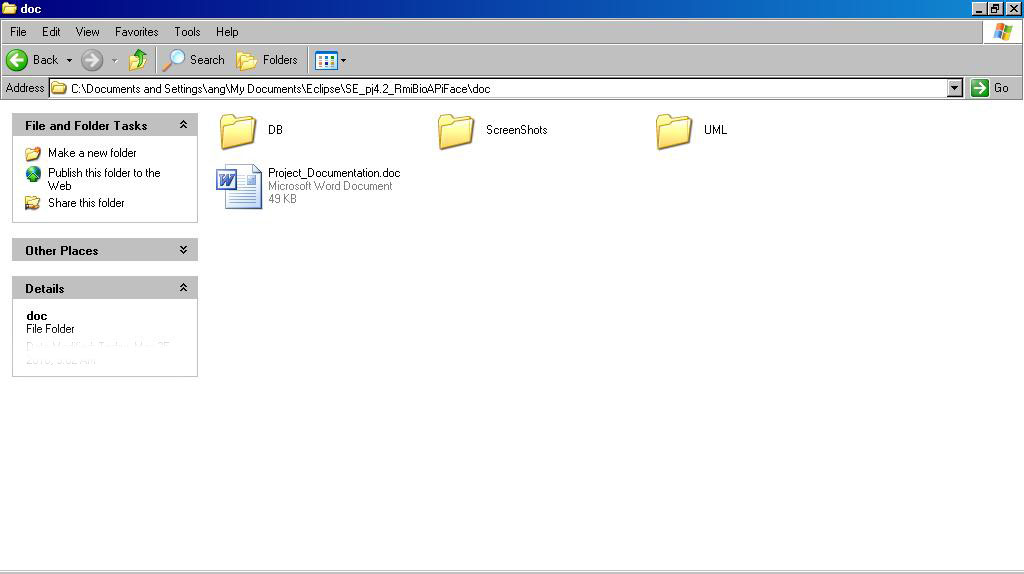 doc
File Edit View Favorites Tools Help
Back Search Folders
Address C:\Documents and Settings\ang\My Documents\Eclipse\SE_pj4.2_RmiBioAPiFace\doc Go
File and Folder Tasks
Make a new folder
Publish this folder to the
Web
Share this folder
Other Places
Details
doc
File Folder
DB ScreenShots UML
Project_Documentation.doc
Microsoft Word Document
49 KB